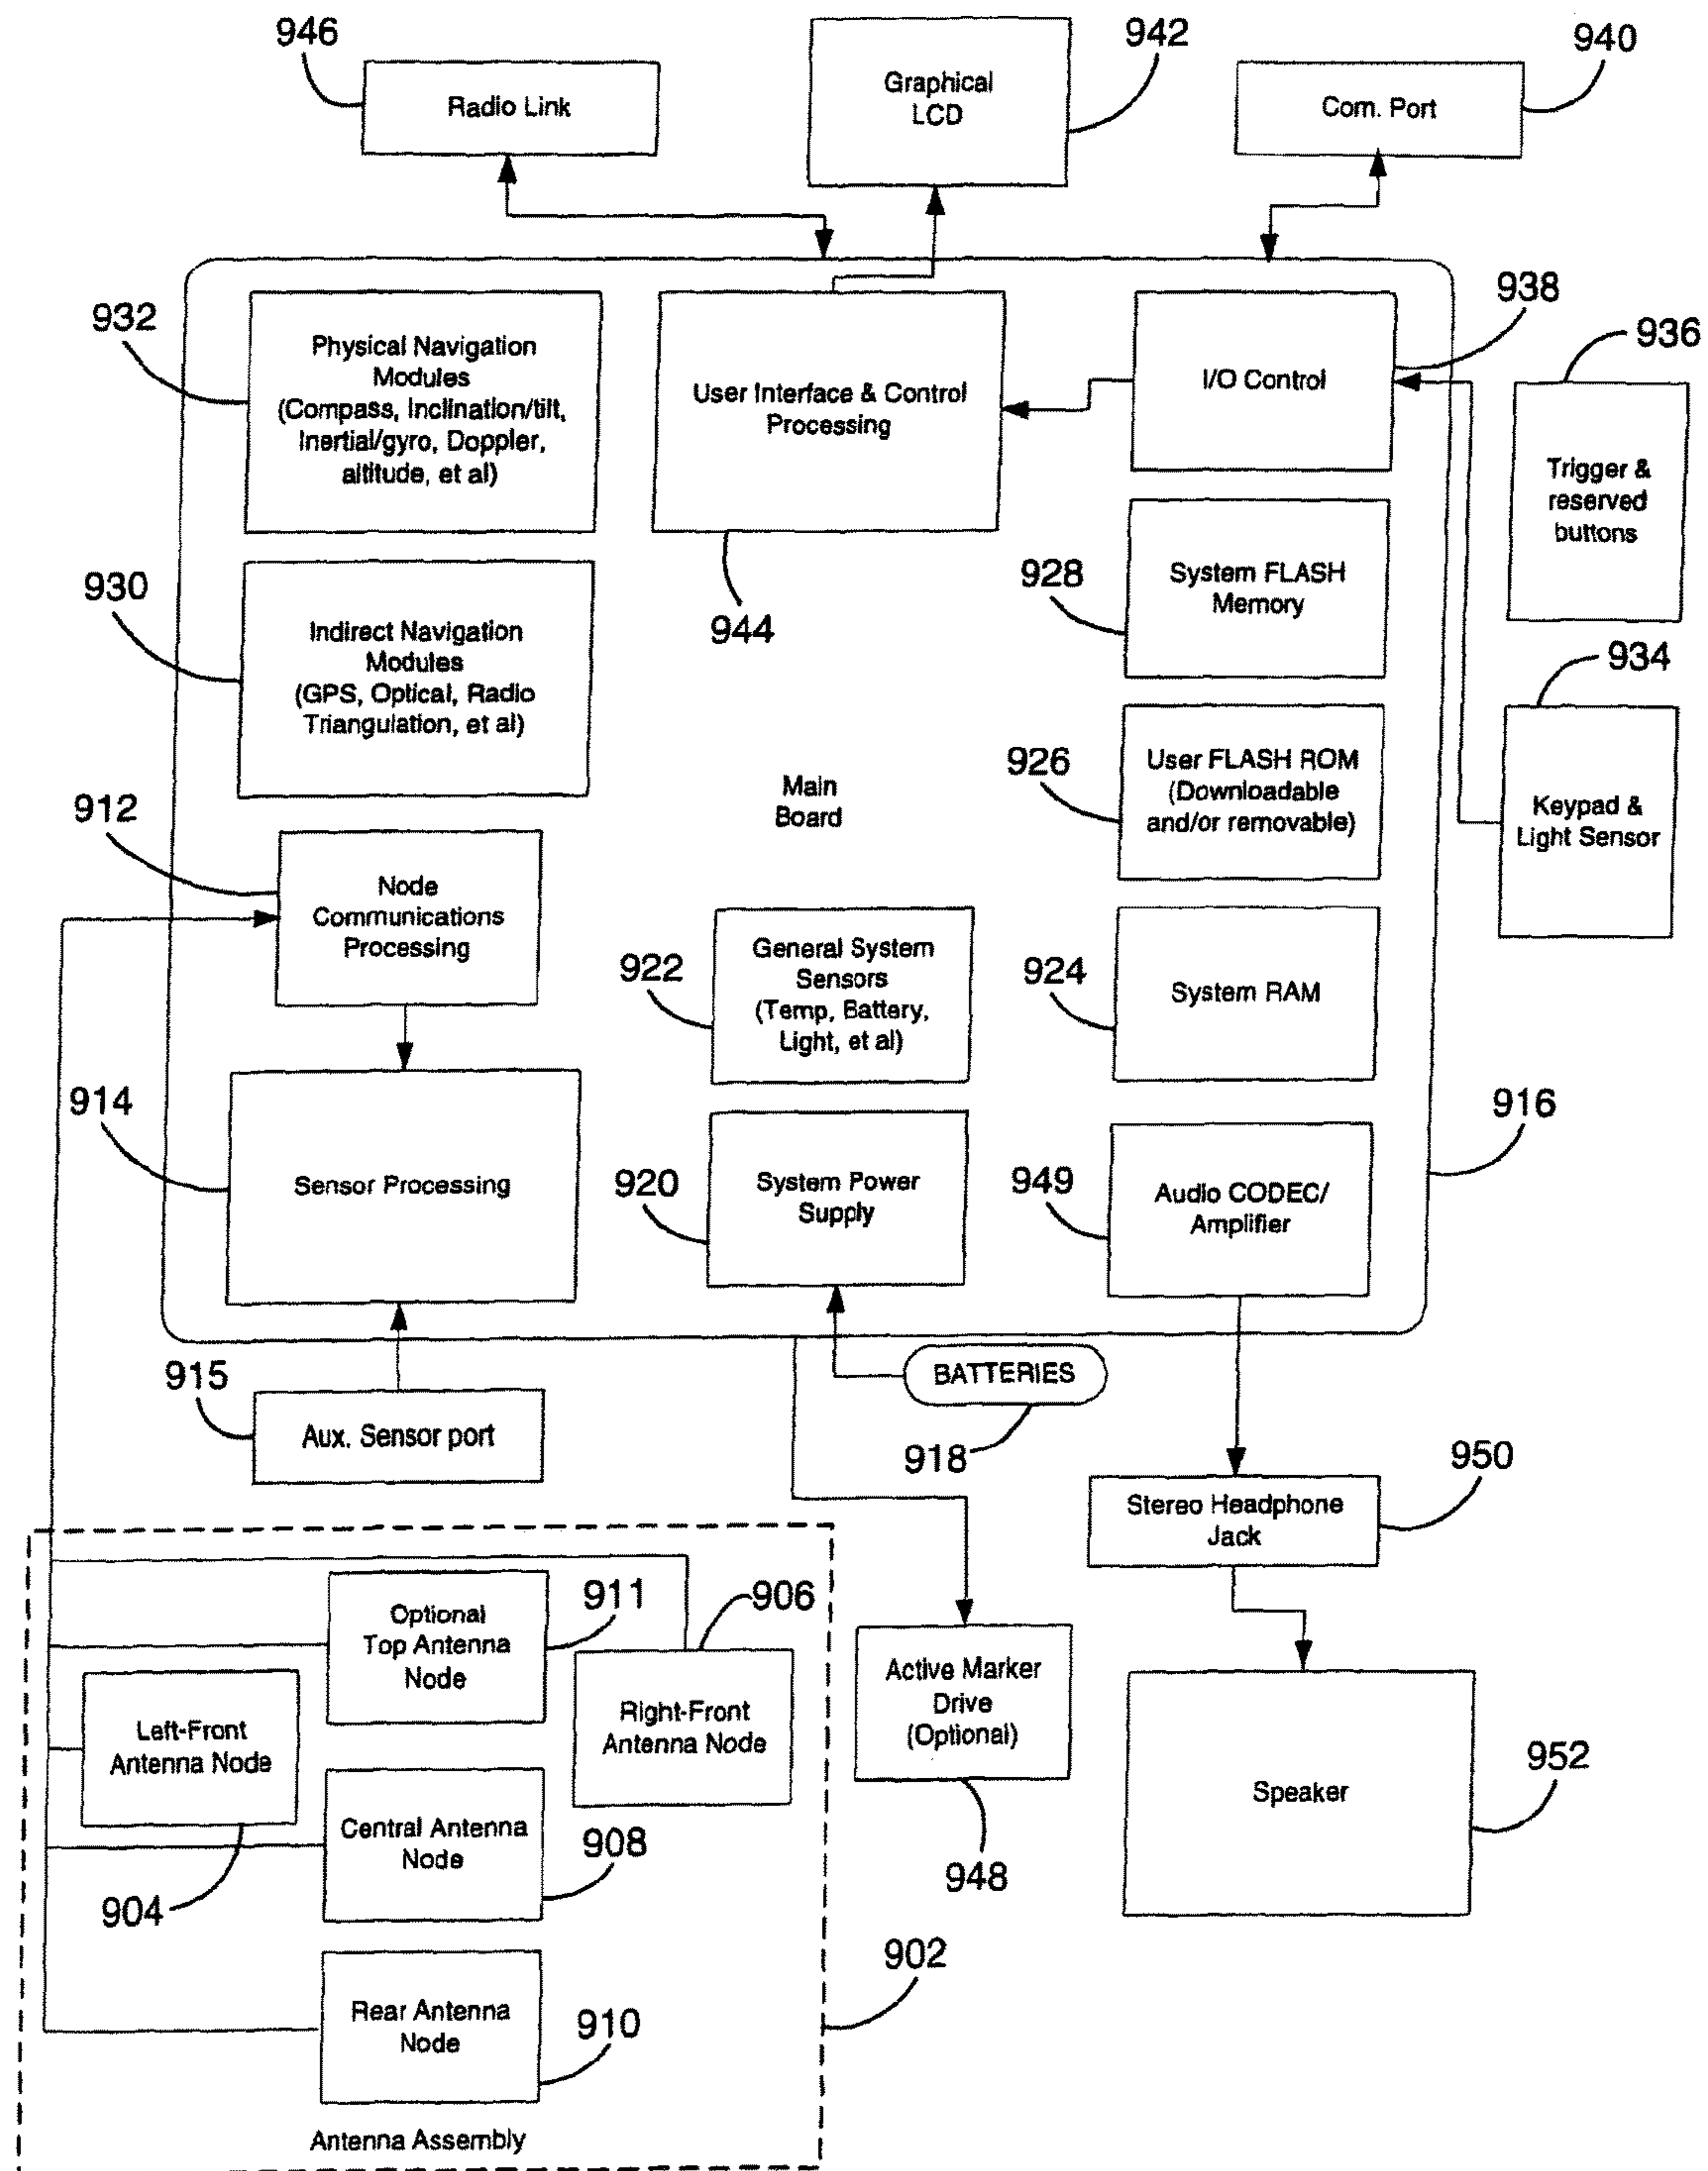 946
Radio Link
Graphical
LCD
942
Com. Port
940
932
Physical Navigation
Modules
(Compass, Inclination/tilt,
Inertial/gyro, Doppler,
altitude, et al)
User Interface & Control
Processing
944
I/O Control
938
936
Trigger &
reserved
buttons
930
Indirect Navigation
Modules
(GPS, Optical, Radio
Triangulation, et al)
928
System FLASH
Memory
934
Keypad &
Light Sensor
926
User FLASH ROM
(Downloadable
and/or removable)
Main
Board
912
Node
Communications
Processing
922
General System
Sensors
(Temp, Battery,
Light, et al)
924
System RAM
914
Sensor Processing
920
System Power
Supply
949
Audio CODEC/
Amplifier
916
915
Aux. Sensor port
BATTERIES
918
950
Stereo Headphone
Jack
Optional
Top Antenna
Node
911
906
Right-Front
Antenna Node
Left-Front
Antenna Node
904
Central Antenna
Node
908
Active Marker
Drive
(Optional)
948
Speaker
952
902
Rear Antenna
Node
910
Antenna Assembly